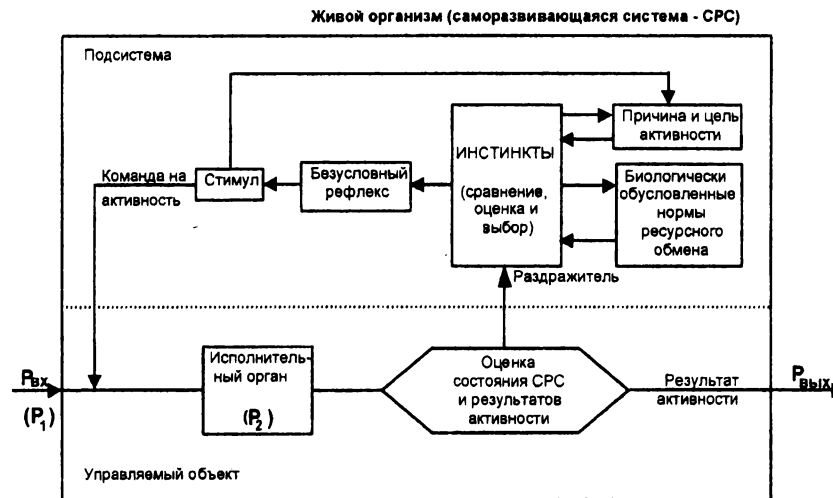 Живой организм (саморазвивающаяся система - СРС)
Подсистема
Причина и цель
активности
ИНСТИНКТЫ
(сравнение,
оценка и
выбор)
Безусловный
рефлекс
Стимул
Команда на
активность
Биологически
обусловленные
нормы
ресурсного
обмена
Раздражитель
Рвх
(P1)
Исполнитель-
ный орган
(P2)
Оценка
состояния СРС
и результатов
активности
Результат
активности
Рвых
Управляемый объект